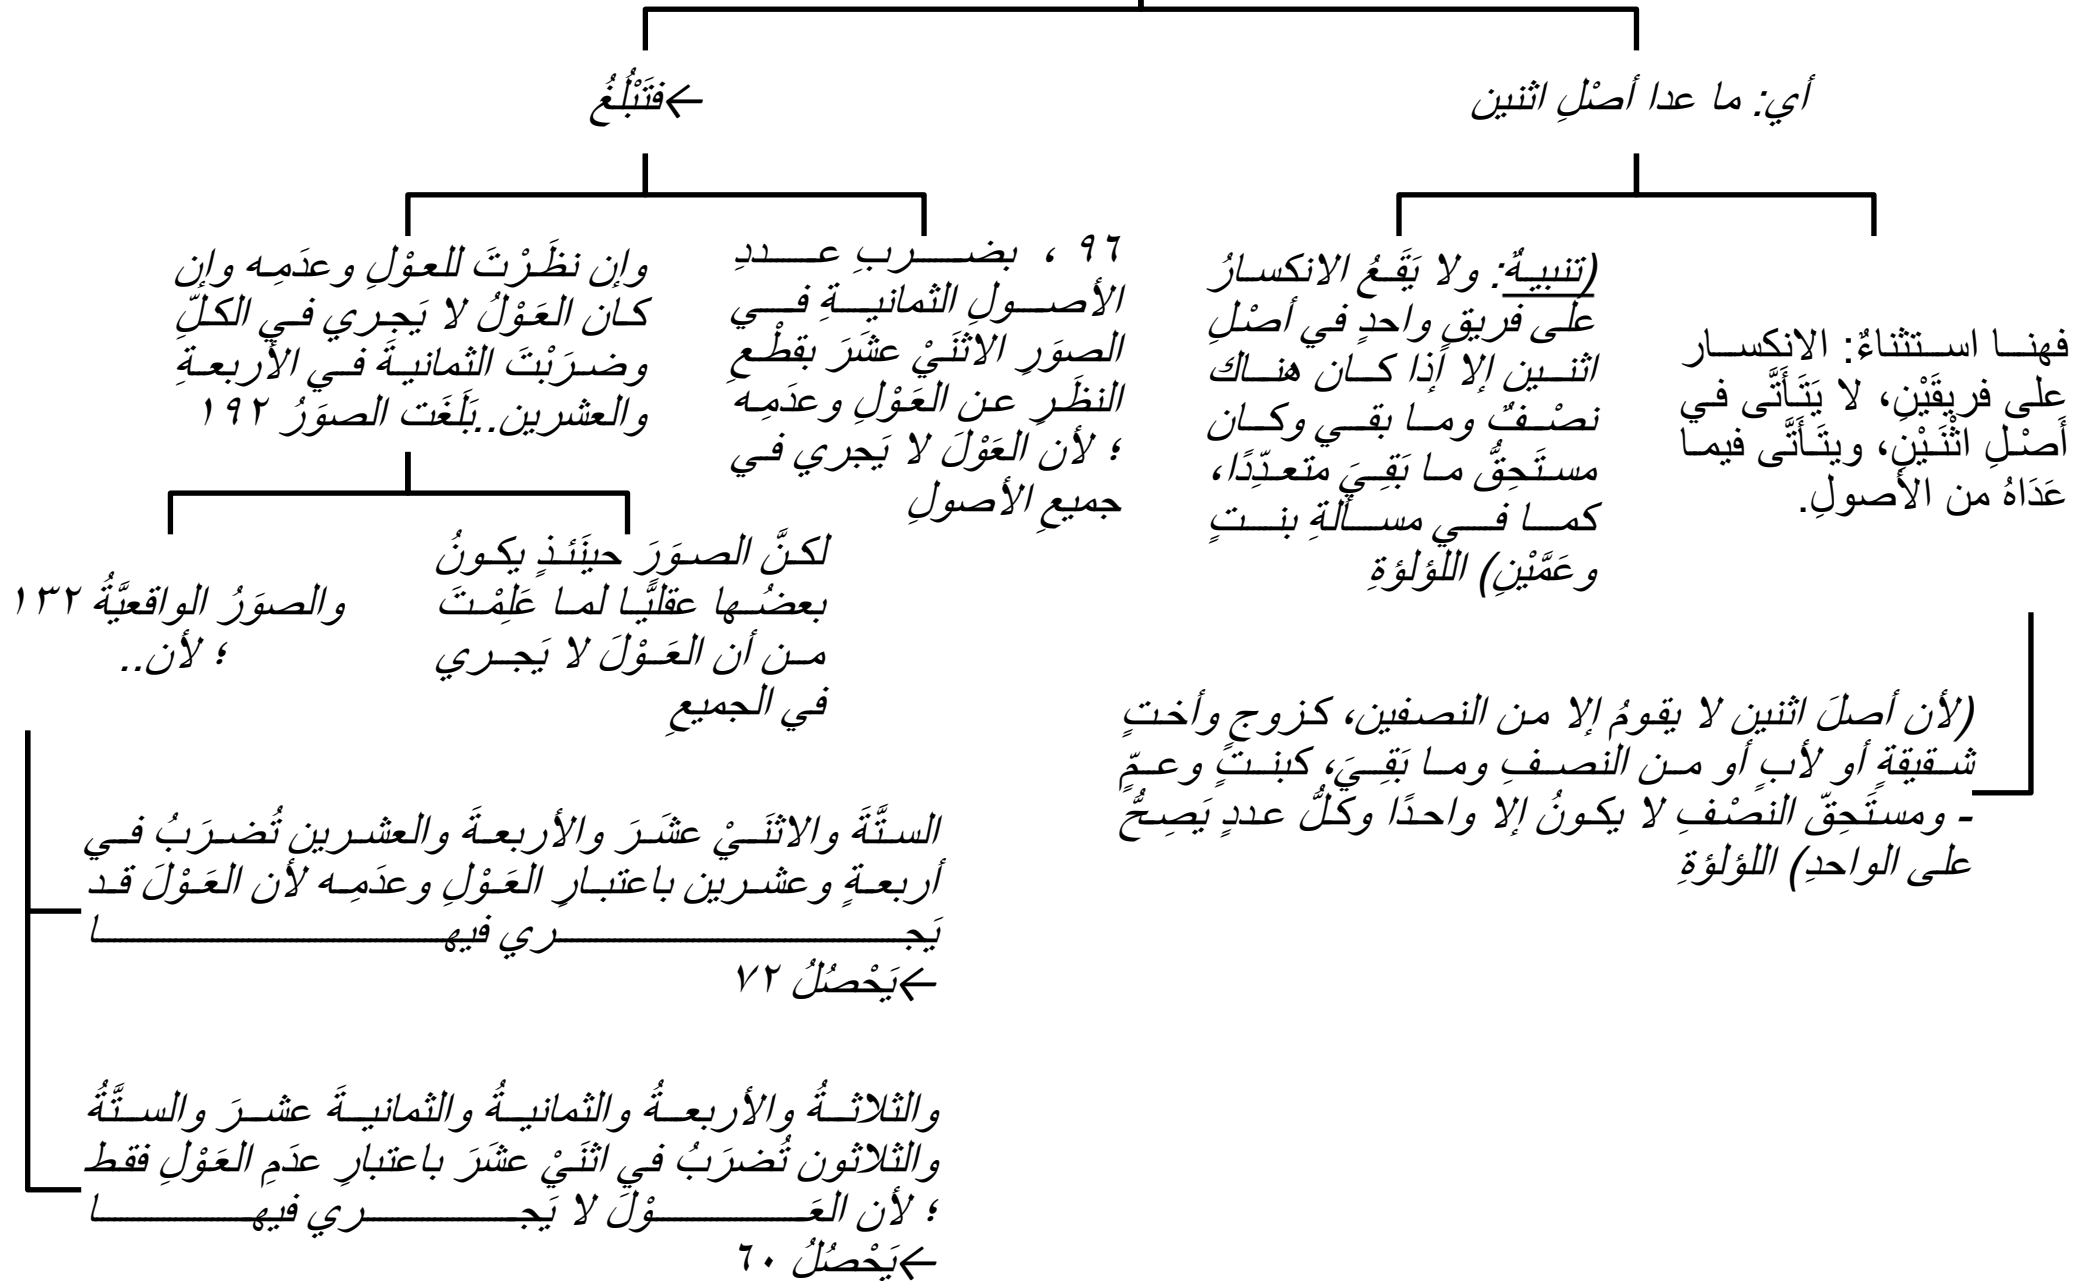 أي: ما عدا أصْلِ اثنين
←فتَبْلُغُ
فهنا استثناءٌ: الانكسار
على فريقَيْنِ، لا يَتَأَتَّى في
أَصْلِ اثْنَيْنِ، ويتَأَتَّى فيما
عَدَاهُ من الأصولِ.
(تنبيهٌ: ولا يَقَعُ الانكسارُ
على فريقٍ واحدٍ في أصْلِ
اثنين إلا إذا كان هناك
نصْفٌ وما بقي وكان
مستَحِقُّ ما بَقِيَ متعدِّدًا،
كما في مسألةِ بنتٍ
وعَمَّيْنِ) اللؤلؤةِ
(لأن أصلَ اثنين لا يقومُ إلا من النصفين، كزوجٍ وأختٍ
شقيقةٍ أو لأبٍ أو من النصفِ وما بَقِيَ، كبنتٍ وعمٍّ
- ومستَحِقّ النصْفِ لا يكونُ إلا واحدًا وكلُّ عددٍ يَصِحُّ
على الواحدِ) اللؤلؤةِ
٩٦ ، بضربِ عددِ
الأصولِ الثمانيةِ في
الصوَرِ الاثْنَيْ عشَرَ بقطْعِ
النظَرِ عن العَوْلِ وعدَمِه
؛ لأن العَوْلَ لا يَجري في
جميعِ الأصولِ
وإن نظَرْتَ للعوْلِ وعدَمِه وإن
كان العَوْلُ لا يَجرِي في الكلِّ
وضرَبْتَ الثمانيةَ في الأربعةِ
والعشرين..بَلَغَت الصوَرُ ١٩٢
لكنَّ الصوَرَ حينَئذٍ يكونُ
بعضُها عقليًّا لما عَلِمْتَ
من أن العَوْلَ لا يَجري
في الجميعِ
والصوَرُ الواقعيَّةُ ١٣٢
؛ لأن..
الستَّةَ والاثنَيْ عشَرَ والأربعةَ والعشرين تُضرَبُ في
أربعةٍ وعشرين باعتبارِ العَوْلِ وعدَمِه لأن العَوْلَ قد
يَجري فيها
←يَحْصُلُ ٧٢
والثلاثةُ والأربعةُ والثمانيةُ والثمانيةَ عشرَ والستَّةُ
والثلاثون تُضرَبُ في اثنَيْ عشَرَ باعتبارِ عدَمِ العَوْلِ فقط
؛ لأن العَوْلَ لا يَجري فيها
←يَحْصُلُ ٦٠